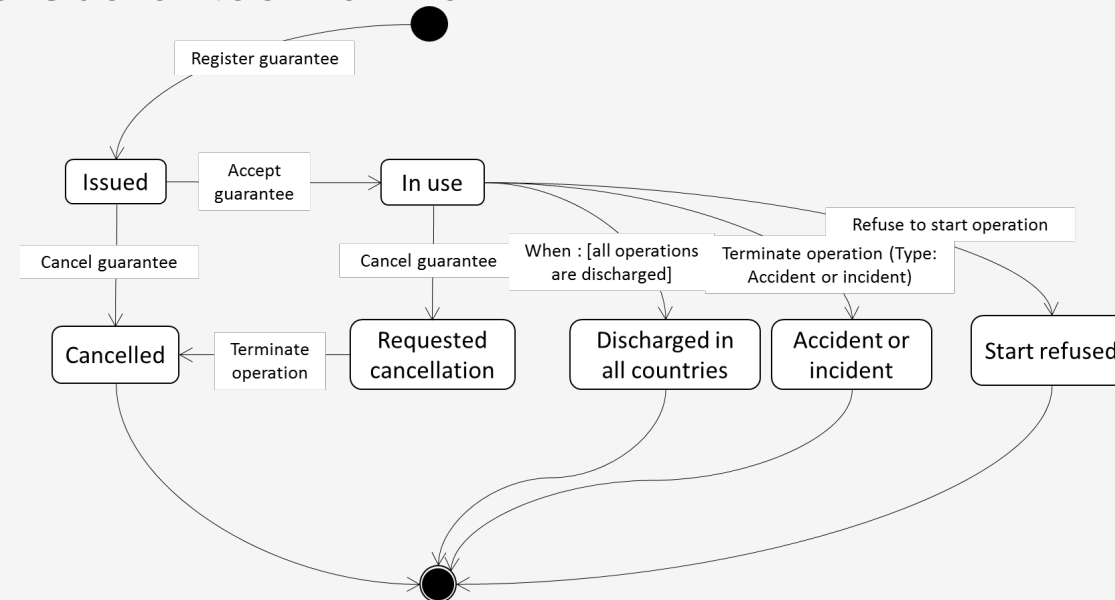 Register guarantee
Issued
Accept
guarantee
In use
Refuse to start operation
Cancel guarantee
Cancel guarantee
When : [all operations
are discharged]
Terminate operation (Type:
Accident or incident)
Cancelled
Terminate
operation
Requested
cancellation
Discharged in
all countries
Accident or
incident
Start refused